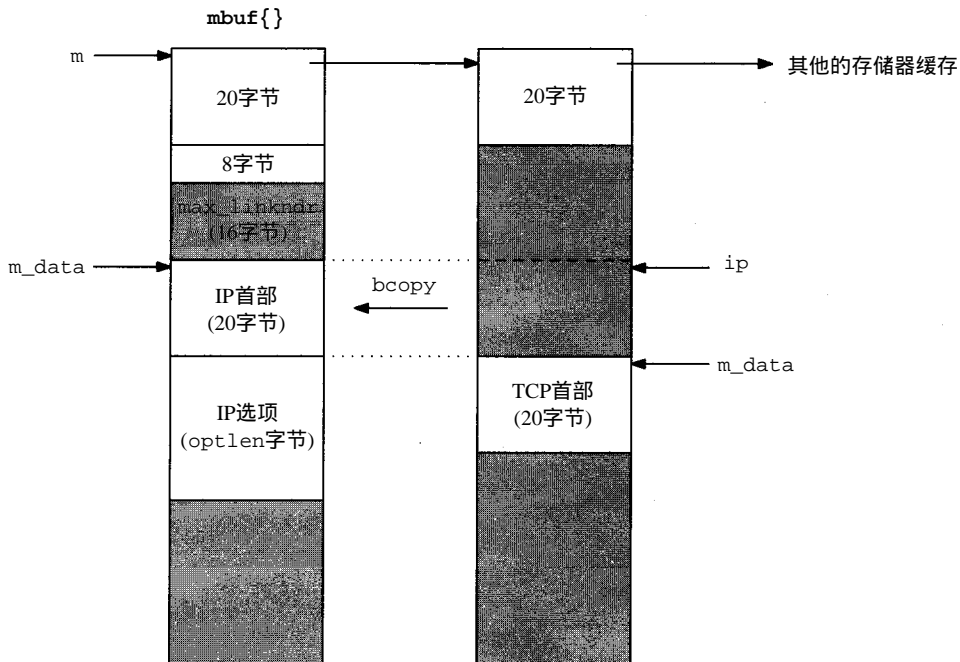 mbuf{}
m
其他的存储器缓存
20字节
20字节
8字节
max_linkhdr
(16字节)
m_data
ip
bcopy
IP首部
(20字节)
m_data
TCP首部
(20字节)
IP选项
(optlen字节)